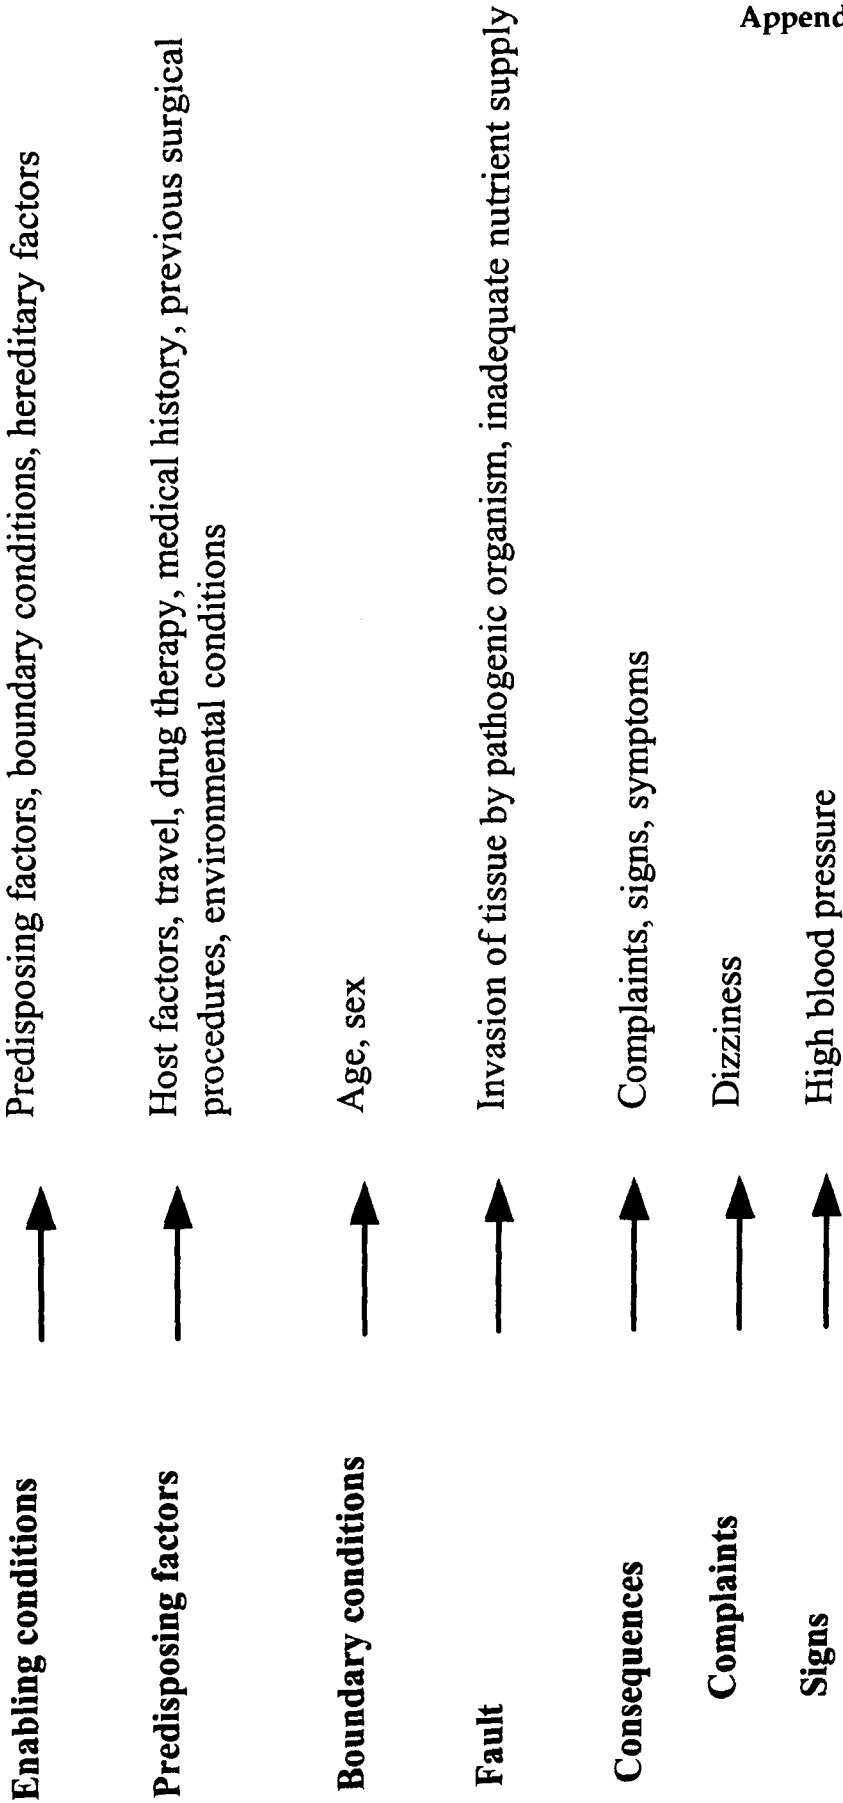 Append
Enabling conditions Predisposing factors, boundary conditions, hereditary factors
Predisposing factors Host factors, travel, drug therapy, medical history, previous surgical
procedures, environmental conditions
Boundary conditions Age, sex
Fault Invasion of tissue by pathogenic organism, inadequate nutrient supply
Consequences Complaints, signs, symptoms
Complaints Dizziness
Signs High blood pressure